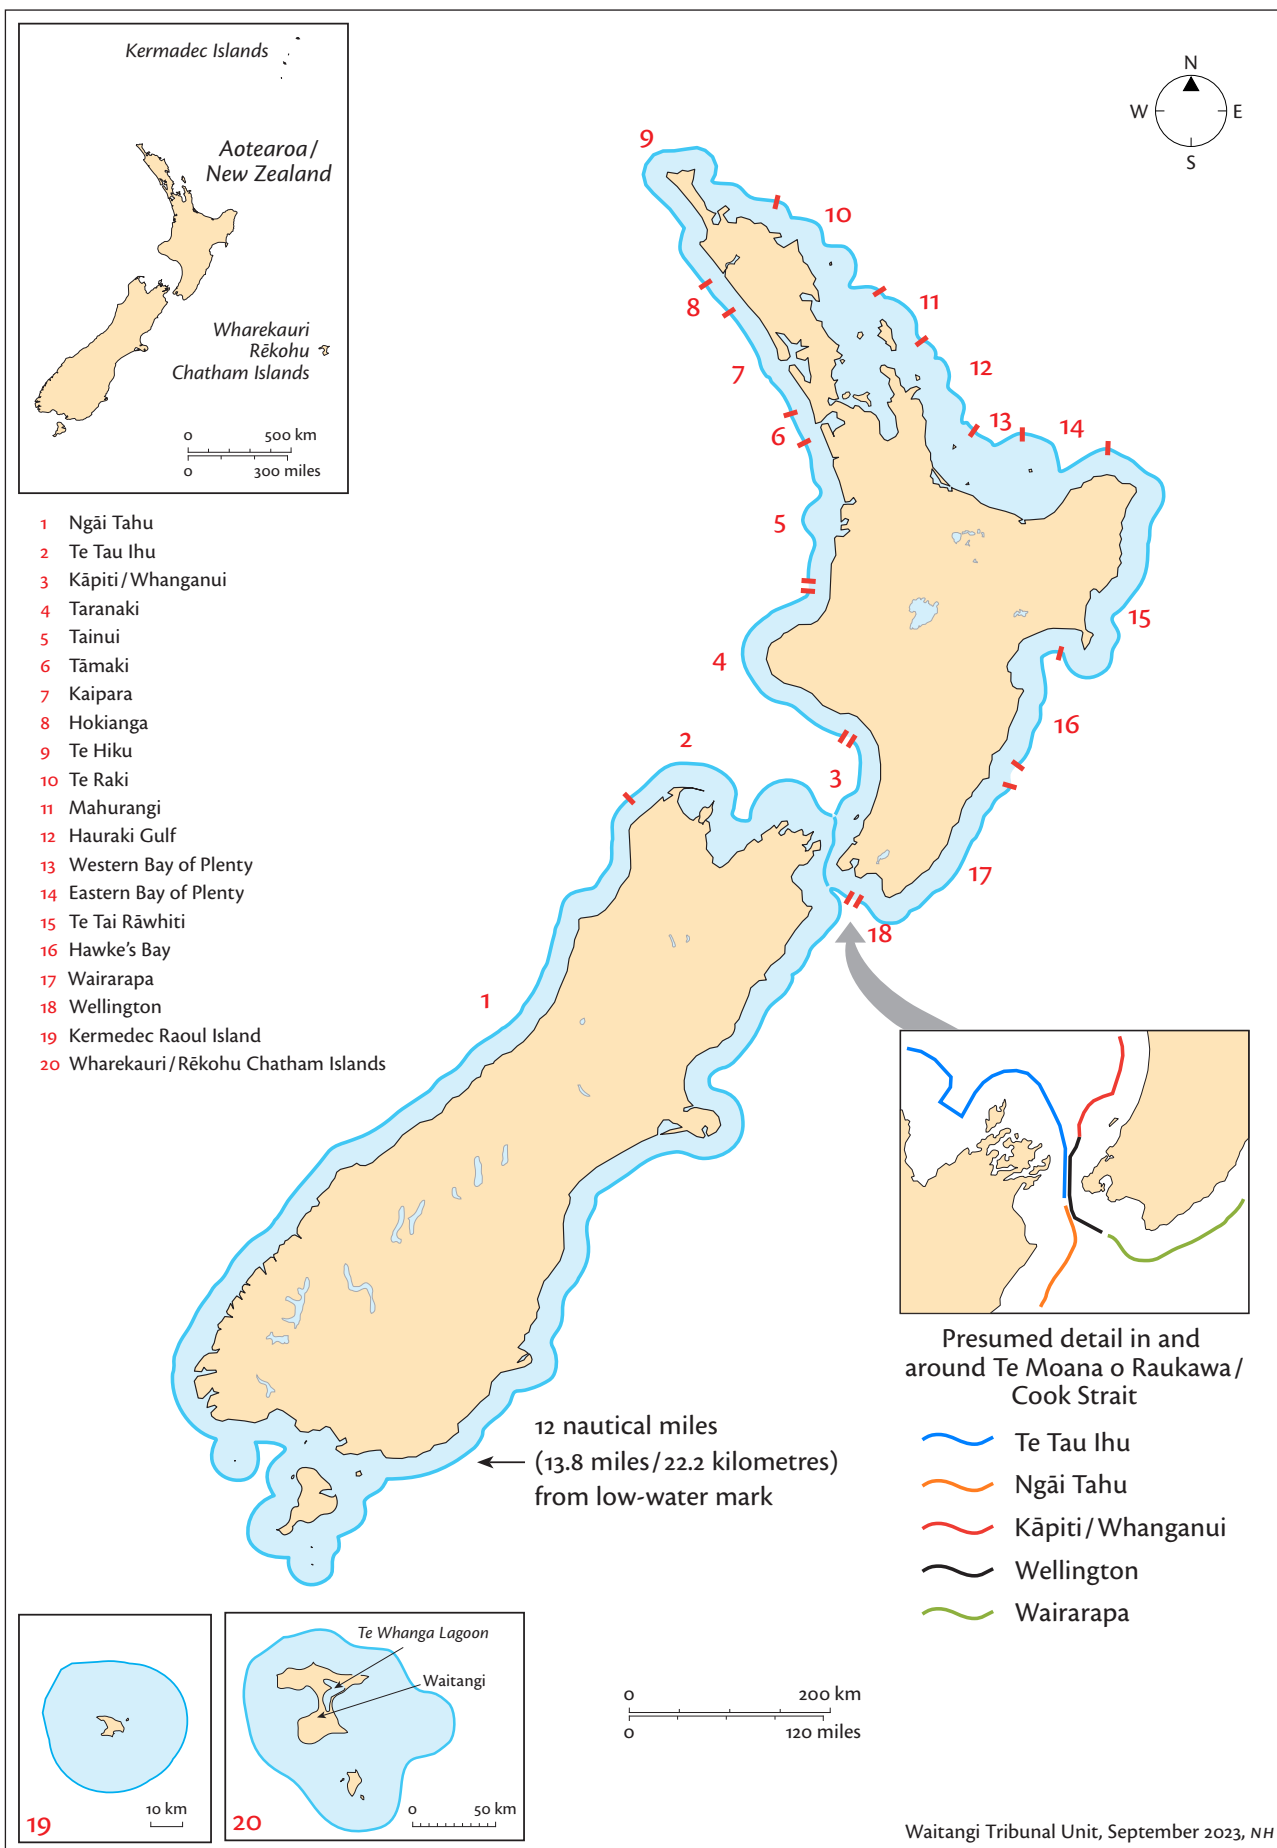 Kermadec Islands
Aotearoa/
New Zealand
Wharekauri
Rēkohu
Chatham Islands
0 500 km
0 300 miles
N
W E
S
1 Ngāi Tahu
2 Te Tau Ihu
3 Kāpiti/Whanganui
4 Taranaki
5 Tainui
6 Tāmaki
7 Kaipara
8 Hokianga
9 Te Hiku
10 Te Raki
11 Mahurangi
12 Hauraki Gulf
13 Western Bay of Plenty
14 Eastern Bay of Plenty
15 Te Tai Rāwhiti
16 Hawke's Bay
17 Wairarapa
18 Wellington
19 Kermedec Raoul Island
20 Wharekauri/Rēkohu Chatham Islands
9
10
8
11
7
12
6
13
14
5
15
4
16
2
3
17
18
1
12 nautical miles
(13.8 miles/22.2 kilometres)
from low-water mark
Presumed detail in and
around Te Moana o Raukawa/
Cook Strait
Te Tau Ihu
Ngāi Tahu
Kāpiti/Whanganui
Wellington
Wairarapa
19
10 km
Te Whanga Lagoon
Waitangi
20
0 50 km
0 200 km
0 120 miles
Waitangi Tribunal Unit, September 2023, NH